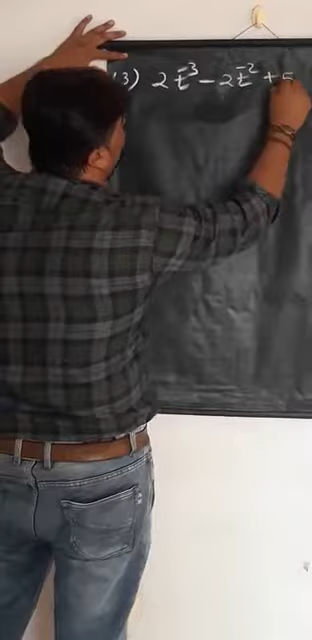 13) 2t⁻³ - 2t⁻² + 5